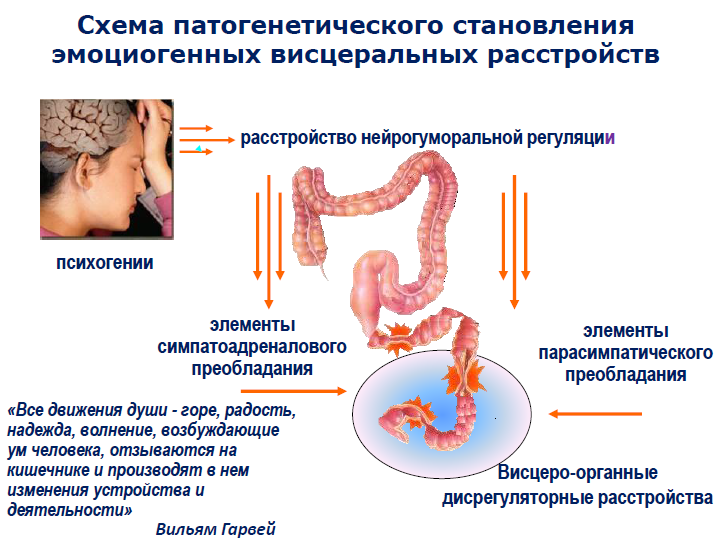 Схема патогенетического становления
эмоциогенных висцеральных расстройств
расстройство нейрогуморальной регуляции
психогении
элементы
симпатоадреналового
преобладания
элементы
парасимпатического
преобладания
«Все движения души - горе, радость,
надежда, волнение, возбуждающие
ум человека, отзываются на
кишечнике и производят в нем
изменения устройства и
деятельности»
Вильям Гарвей
Висцеро-органные
дисрегуляторные расстройства